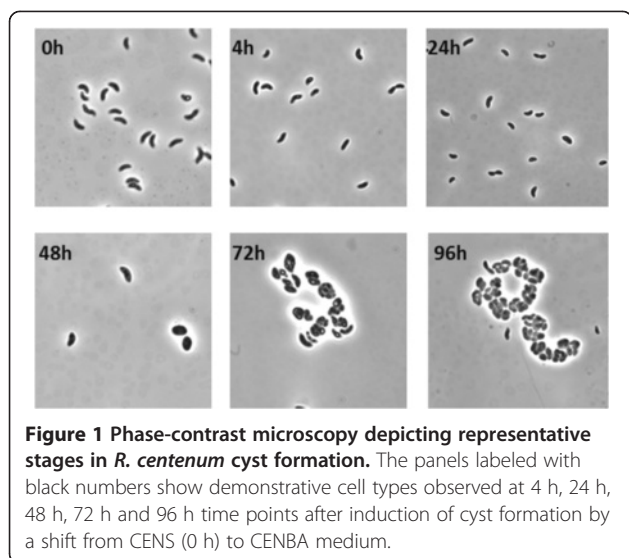 0h
4h
24h
48h
72h
96h
Figure 1 Phase-contrast microscopy depicting representative
stages in R. centenum cyst formation. The panels labeled with
black numbers show demonstrative cell types observed at 4 h, 24 h,
48 h, 72 h and 96 h time points after induction of cyst formation by
a shift from CENS (0 h) to CENBA medium.